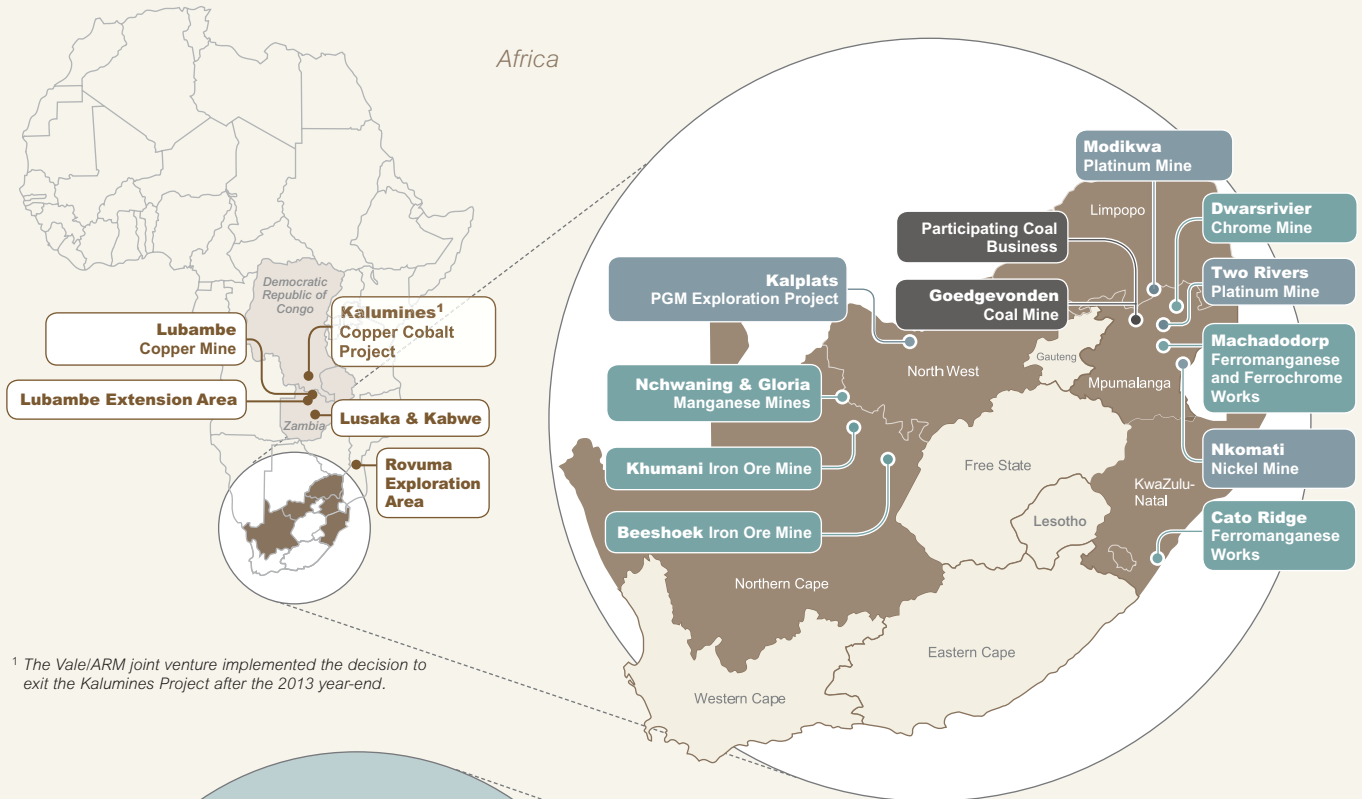 Africa
Democratic
Republic of
Congo
Kalumines¹
Copper Cobalt
Project
Lubambe
Copper Mine
Lubambe Extension Area
Zambia
Lusaka & Kabwe
Rovuma
Exploration
Area
¹ The Vale/ARM joint venture implemented the decision to
exit the Kalumines Project after the 2013 year-end.
Modikwa
Platinum Mine
Limpopo
Dwarsrivier
Chrome Mine
Participating Coal
Business
Two Rivers
Platinum Mine
Kalplats
PGM Exploration Project
Goedgevonden
Coal Mine
Machadodorp
Ferromanganese
and Ferrochrome
Works
Gauteng
North West
Mpumalanga
Nchwaning & Gloria
Manganese Mines
Nkomati
Nickel Mine
Khumani Iron Ore Mine
Free State
KwaZulu-
Natal
Cato Ridge
Ferromanganese
Works
Lesotho
Beeshoek Iron Ore Mine
Northern Cape
Eastern Cape
Western Cape